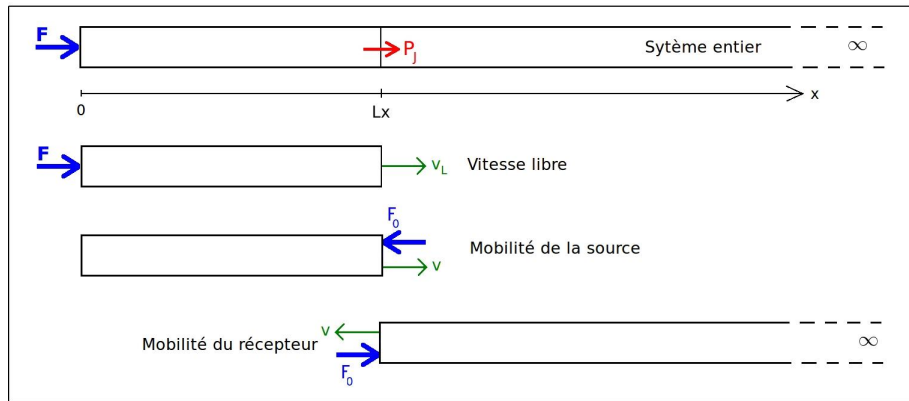 F
P_J
Sytème entier
∞
0
Lx
x
F
v_L
Vitesse libre
F_0
Mobilité de la source
v
Mobilité du récepteur
v
F_0
∞